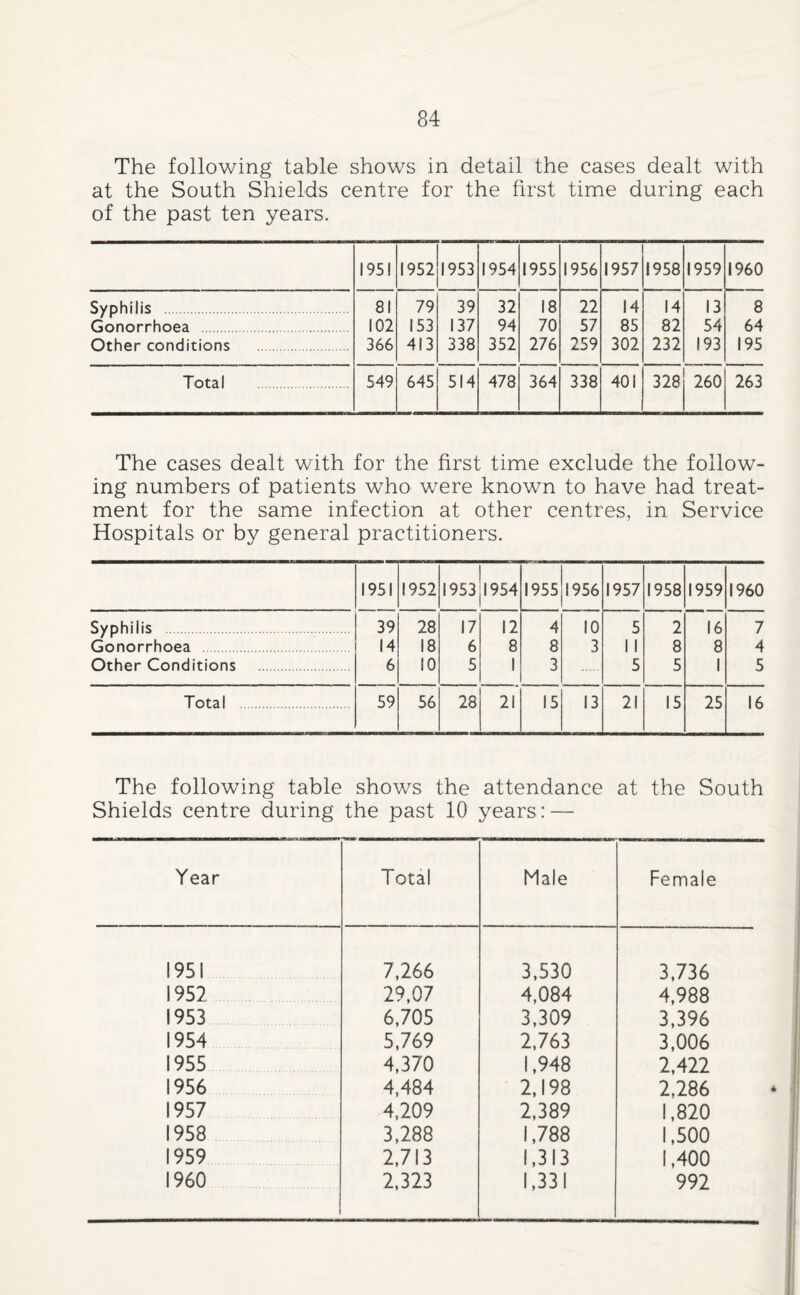 84
The following table shows in detail the cases dealt with
at the South Shields centre for the first time during each
of the past ten years.
1951 1952 1953 1954 1955 1956 1957 1958 1959 1960
Syphilis 81 79 39 32 18 22 14 14 13 8
Gonorrhoea 102 153 137 94 70 57 85 82 54 64
Other conditions 366 413 338 352 276 259 302 232 193 195
Total 549 645 514 478 364 338 401 328 260 263
The cases dealt with for the first time exclude the follow-
ing numbers of patients who were known to have had treat-
ment for the same infection at other centres, in Service
Hospitals or by general practitioners.
1951 1952 1953 1954 1955 1956 1957 1958 1959 1960
Syphilis 39 28 17 12 4 10 5 2 16 7
Gonorrhoea 14 18 6 8 8 3 11 8 8 4
Other Conditions 6 10 5 1 3 ...... 5 5 1 5
Total 59 56 28 21 15 13 21 15 25 16
The following table shows the attendance at the South
Shields centre during the past 10 years:—
Year Total Male Female
1951 7,266 3,530 3,736
1952 29,07 4,084 4,988
1953 6,705 3,309 3,396
1954 5,769 2,763 3,006
1955 4,370 1,948 2,422
1956 4,484 2,198 2,286
1957 4,209 2,389 1,820
1958 3,288 1,788 1,500
1959 2,713 1,313 1,400
1960 2,323 1,331 992